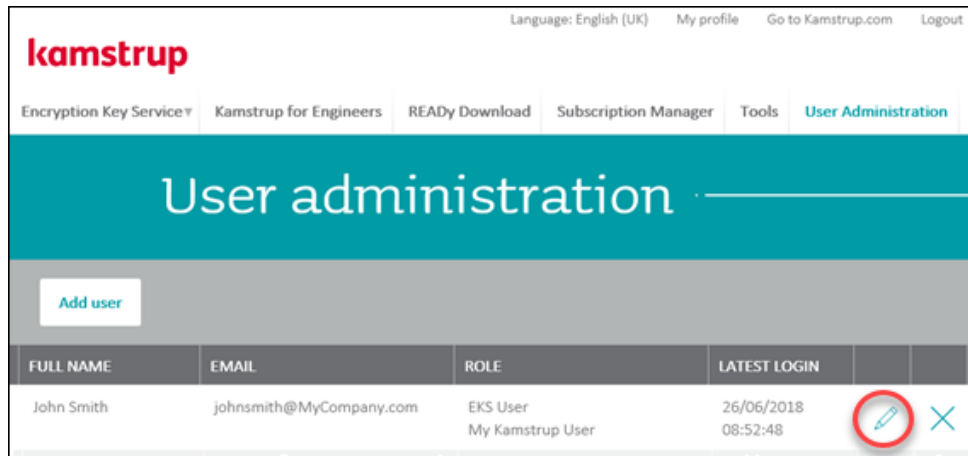 Language: English (UK) My profile Go to Kamstrup.com Logout
kamstrup
Encryption Key Service▼ Kamstrup for Engineers READy Download Subscription Manager Tools User Administration
User administration
Add user
FULL NAME EMAIL ROLE LATEST LOGIN
John Smith johnsmith@MyCompany.com EKS User 26/06/2018
My Kamstrup User 08:52:48